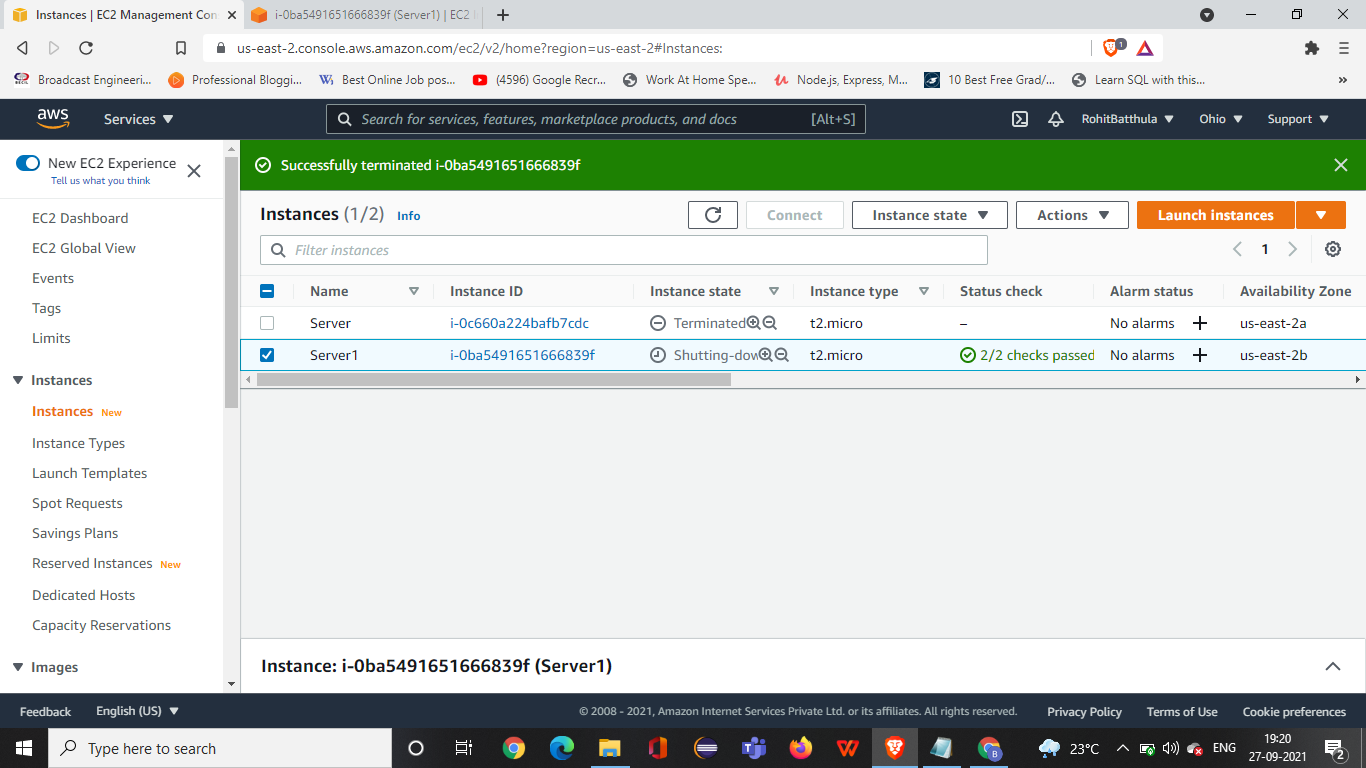 Instances | EC2 Management Con
i-0ba5491651666839f (Server1) | EC2 I
us-east-2.console.aws.amazon.com/ec2/v2/home?region=us-east-2#Instances:
1
Broadcast Engineeri...
Professional Bloggi...
Best Online Job pos...
(4596) Google Recr...
Work At Home Spe...
Node.js, Express, M...
10 Best Free Grad/...
Learn SQL with this...
aws
Services
Search for services, features, marketplace products, and docs
[Alt+S]
RohitBatthula
Ohio
Support
New EC2 Experience
Tell us what you think
EC2 Dashboard
EC2 Global View
Events
Tags
Limits
Instances
Instances New
Instance Types
Launch Templates
Spot Requests
Savings Plans
Reserved Instances New
Dedicated Hosts
Capacity Reservations
Images
Successfully terminated i-0ba5491651666839f
Instances (1/2) Info
Connect
Instance state
Actions
Launch instances
Filter instances
1
Name Instance ID Instance state Instance type Status check Alarm status Availability Zone
Server i-0c660a224bafb7cdc Terminated t2.micro – No alarms + us-east-2a
Server1 i-0ba5491651666839f Shutting-dow t2.micro 2/2 checks passed No alarms + us-east-2b
Instance: i-0ba5491651666839f (Server1)
Feedback
English (US)
© 2008 - 2021, Amazon Internet Services Private Ltd. or its affiliates. All rights reserved.
Privacy Policy
Terms of Use
Cookie preferences
Type here to search
23°C
ENG
19:20
27-09-2021
2